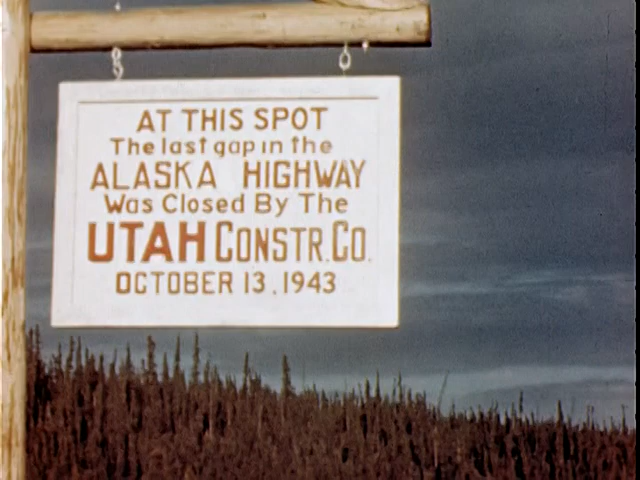 AT THIS SPOT
The last gap in the
ALASKA HIGHWAY
Was Closed By The
UTAH CONSTR. CO.
OCTOBER 13, 1943